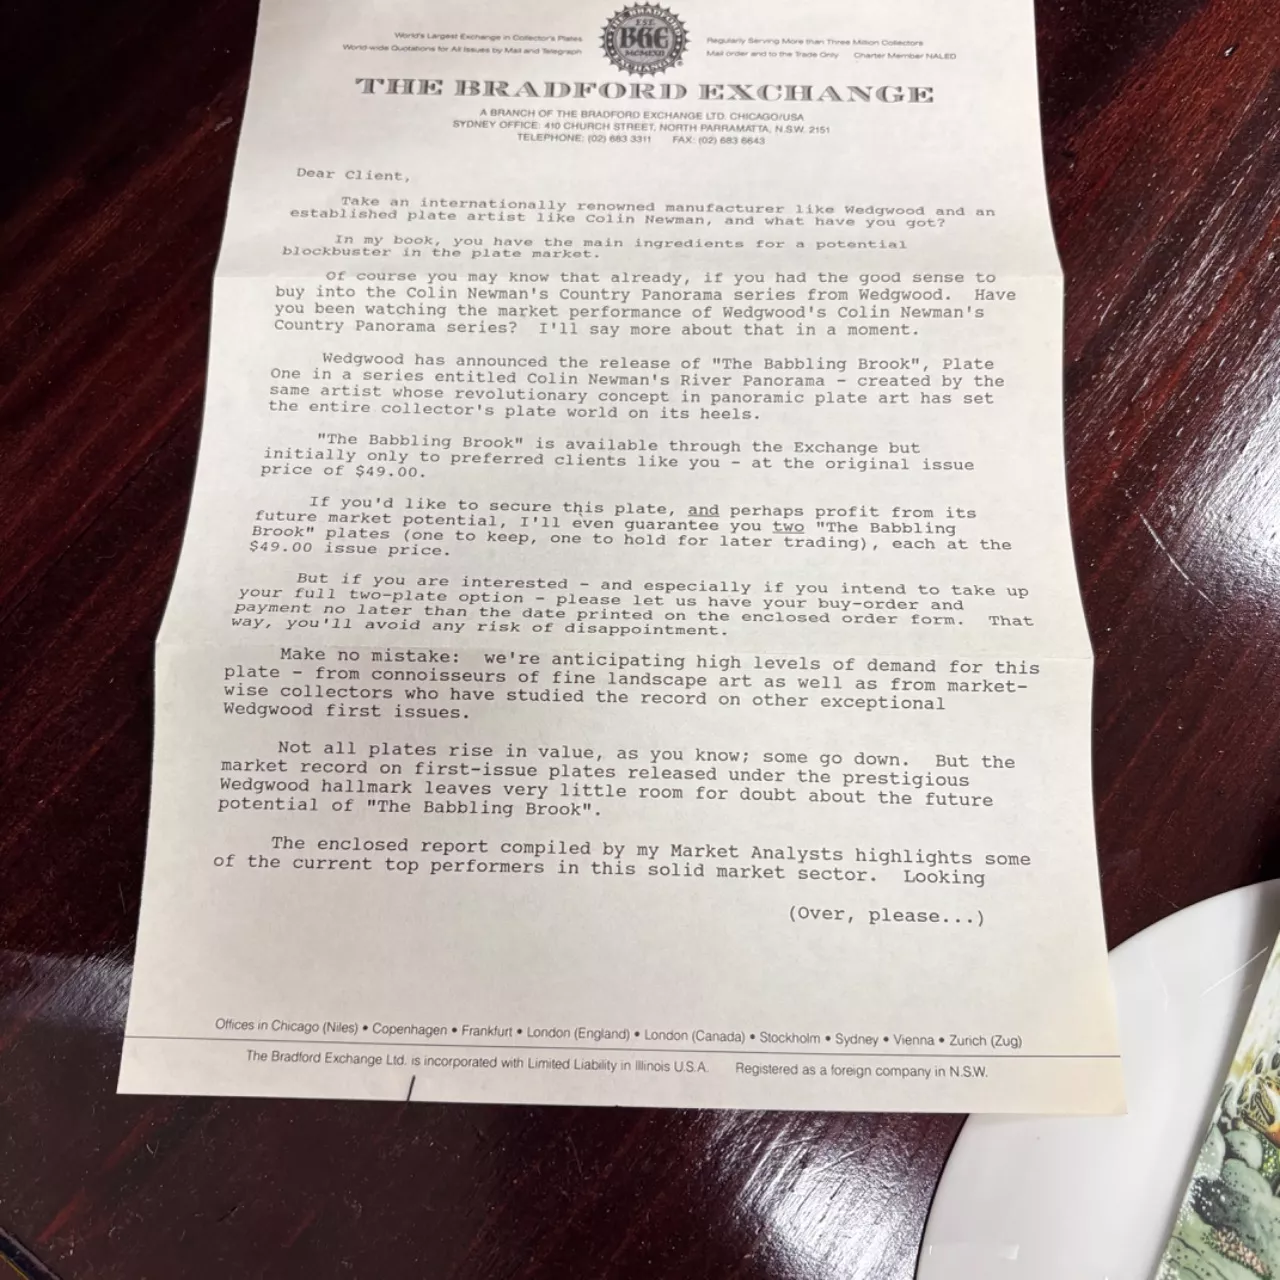 World's Largest Exchange in Collector's Plates
World-wide Quotations for All Issues by Mail and Telegraph
THE BRADFORD EXCHANGE
EST.
BGE
MCMLXII
Regularly Serving More than Three Million Collectors
Mail order and to the Trade Only Charter Member NALED
THE BRADFORD EXCHANGE
A BRANCH OF THE BRADFORD EXCHANGE LTD. CHICAGO/USA
SYDNEY OFFICE: 410 CHURCH STREET, NORTH PARRAMATTA, N.S.W. 2151
TELEPHONE: (02) 683 3311 FAX: (02) 683 6643
Dear Client,
Take an internationally renowned manufacturer like Wedgwood and an
established plate artist like Colin Newman, and what have you got?
In my book, you have the main ingredients for a potential
blockbuster in the plate market.
Of course you may know that already, if you had the good sense to
buy into the Colin Newman's Country Panorama series from Wedgwood. Have
you been watching the market performance of Wedgwood's Colin Newman's
Country Panorama series? I'll say more about that in a moment.
Wedgwood has announced the release of "The Babbling Brook", Plate
One in a series entitled Colin Newman's River Panorama - created by the
same artist whose revolutionary concept in panoramic plate art has set
the entire collector's plate world on its heels.
"The Babbling Brook" is available through the Exchange but
initially only to preferred clients like you - at the original issue
price of $49.00.
If you'd like to secure this plate, and perhaps profit from its
future market potential, I'll even guarantee you two "The Babbling
Brook" plates (one to keep, one to hold for later trading), each at the
$49.00 issue price.
But if you are interested - and especially if you intend to take up
your full two-plate option - please let us have your buy-order and
payment no later than the date printed on the enclosed order form. That
way, you'll avoid any risk of disappointment.
Make no mistake: we're anticipating high levels of demand for this
plate - from connoisseurs of fine landscape art as well as from market-
wise collectors who have studied the record on other exceptional
Wedgwood first issues.
Not all plates rise in value, as you know; some go down. But the
market record on first-issue plates released under the prestigious
Wedgwood hallmark leaves very little room for doubt about the future
potential of "The Babbling Brook".
The enclosed report compiled by my Market Analysts highlights some
of the current top performers in this solid market sector. Looking
(Over, please...)
Offices in Chicago (Niles) • Copenhagen • Frankfurt • London (England) • London (Canada) • Stockholm • Sydney • Vienna • Zurich (Zug)
The Bradford Exchange Ltd. is incorporated with Limited Liability in Illinois U.S.A. Registered as a foreign company in N.S.W.